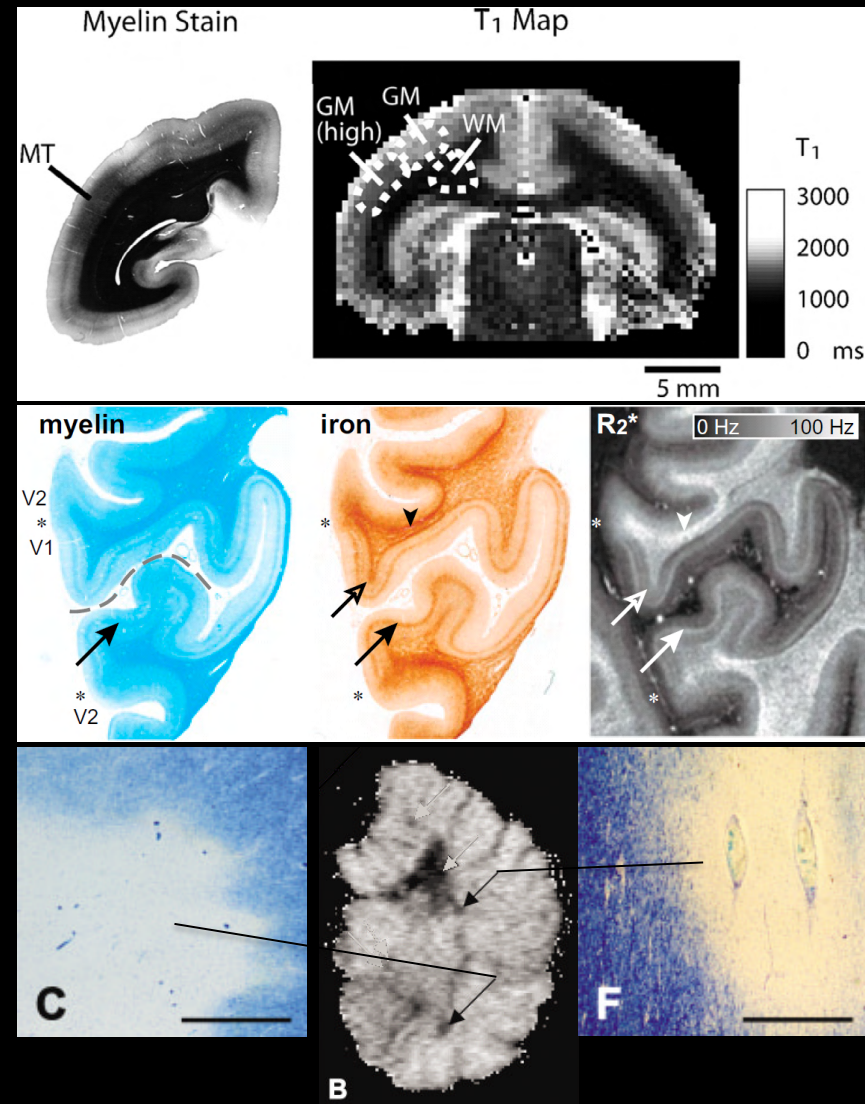 Myelin Stain
T₁ Map
MT
GM
(high)
GM
WM
T₁
3000
2000
1000
0 ms
5 mm
myelin
iron
R₂*
0 Hz 100 Hz
V2
*
V1
*
V2
*
*
*
*
C
B
F